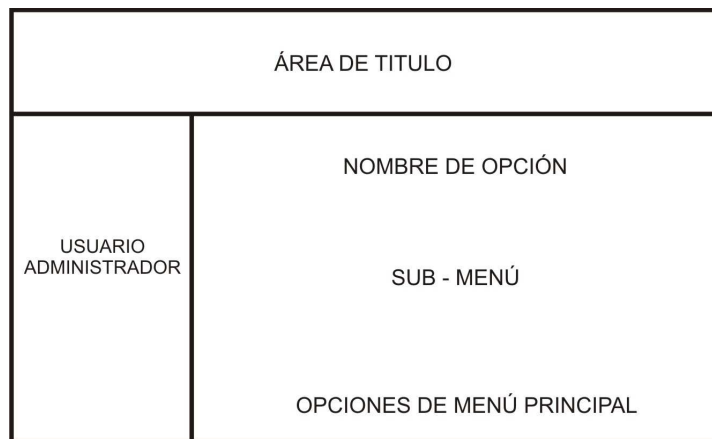 ÁREA DE TITULO
NOMBRE DE OPCIÓN
USUARIO
ADMINISTRADOR
SUB - MENÚ
OPCIONES DE MENÚ PRINCIPAL